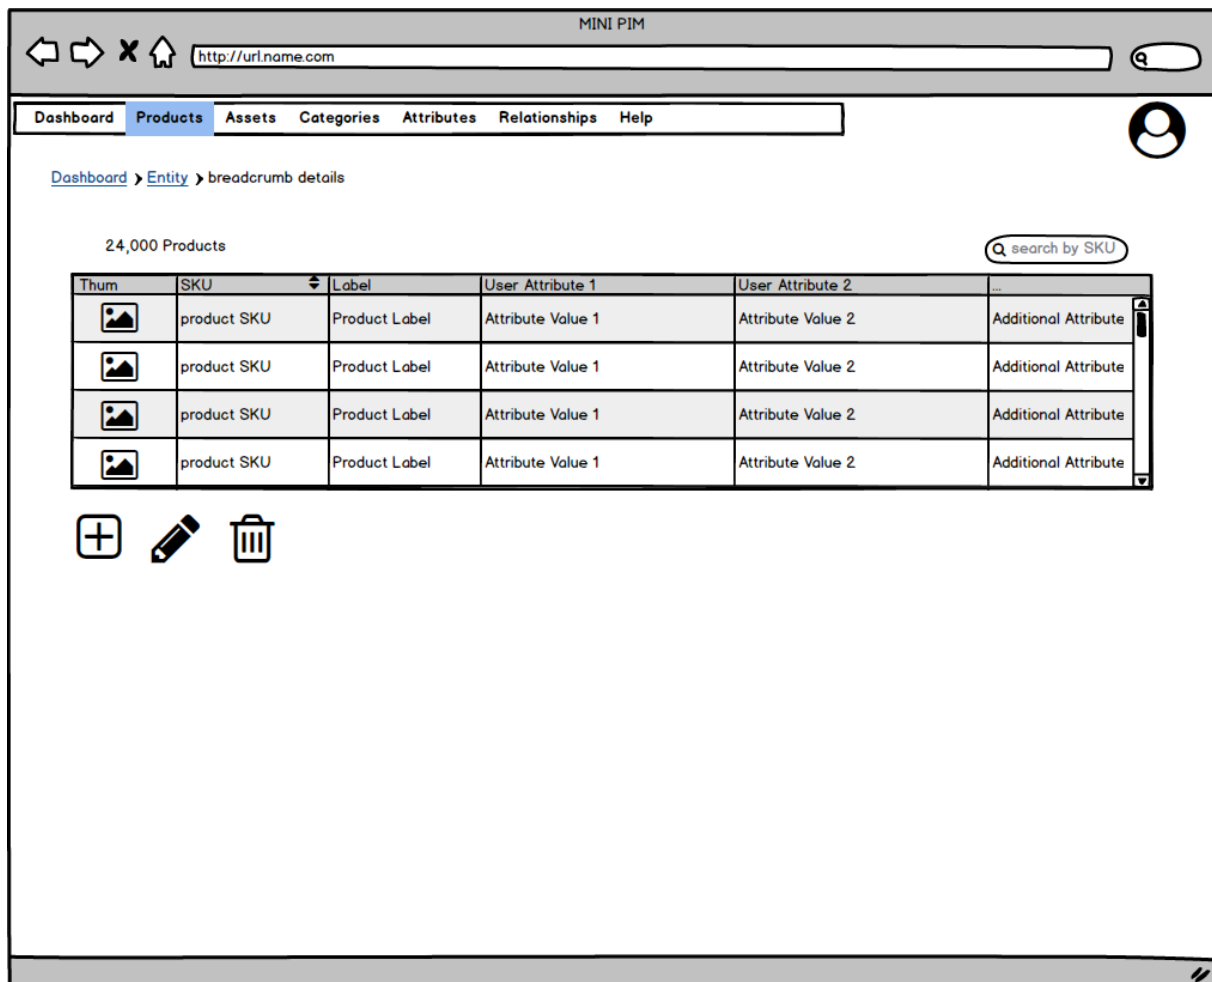 MINI PIM
http://url.name.com
Dashboard Products Assets Categories Attributes Relationships Help
Dashboard Entity breadcrumb details
24,000 Products search by SKU
Thum SKU Label User Attribute 1 User Attribute 2 ...
product SKU Product Label Attribute Value 1 Attribute Value 2 Additional Attribute
product SKU Product Label Attribute Value 1 Attribute Value 2 Additional Attribute
product SKU Product Label Attribute Value 1 Attribute Value 2 Additional Attribute
product SKU Product Label Attribute Value 1 Attribute Value 2 Additional Attribute